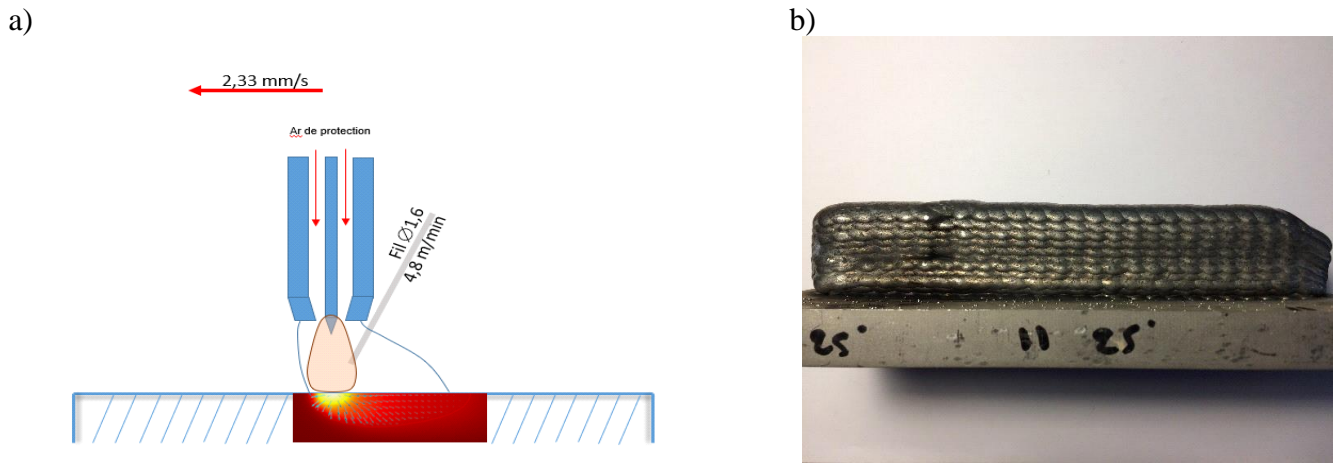 a)
b)
2,33 mm/s
Ar de protection
Fil Ø1,6
4,8 m/min
25° 11 25°